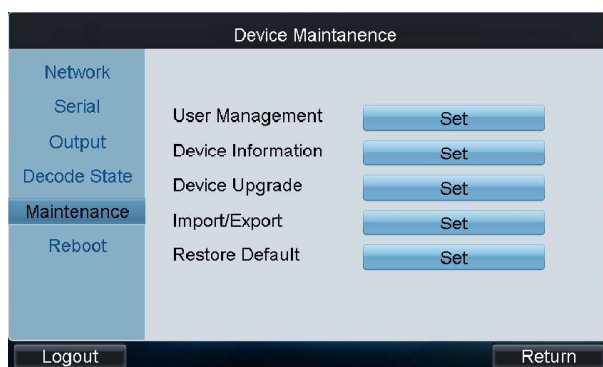 Device Maintanence
Network
Serial
Output
Decode State
Maintenance
Reboot
User Management Set
Device Information Set
Device Upgrade Set
Import/Export Set
Restore Default Set
Logout Return